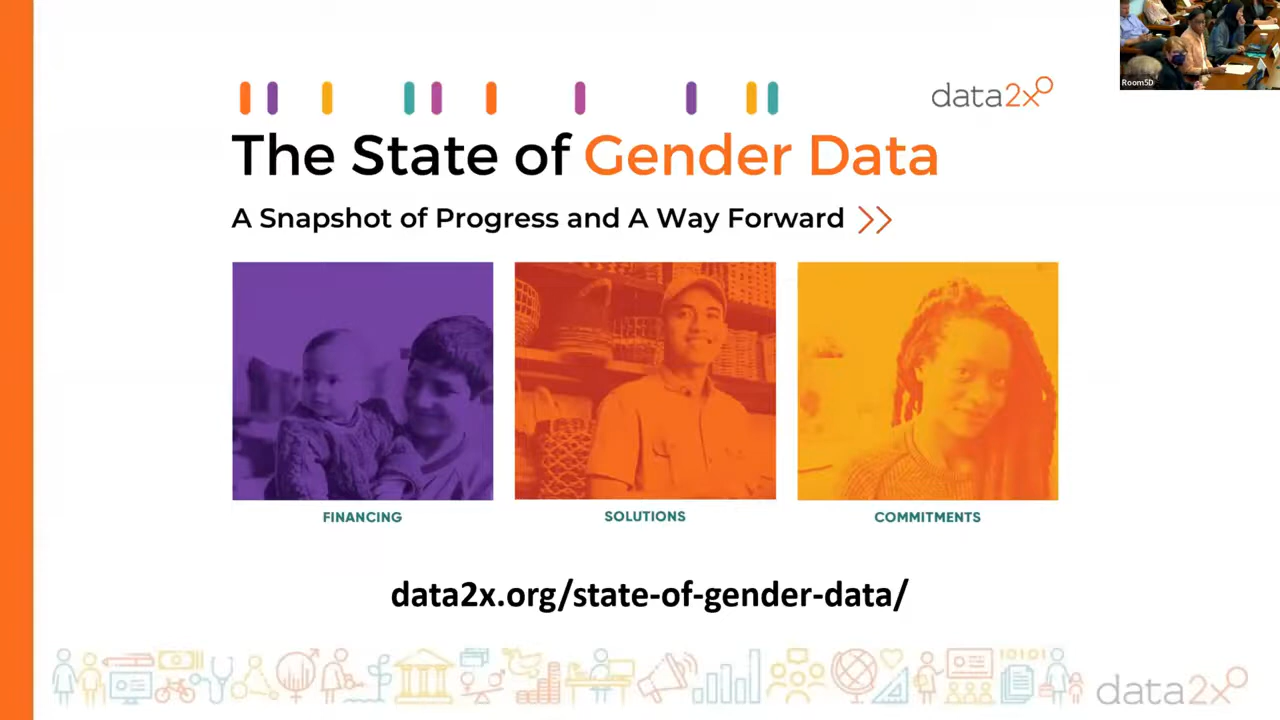 Room5D
data2x
The State of Gender Data
A Snapshot of Progress and A Way Forward
FINANCING
SOLUTIONS
COMMITMENTS
data2x.org/state-of-gender-data/
data2x